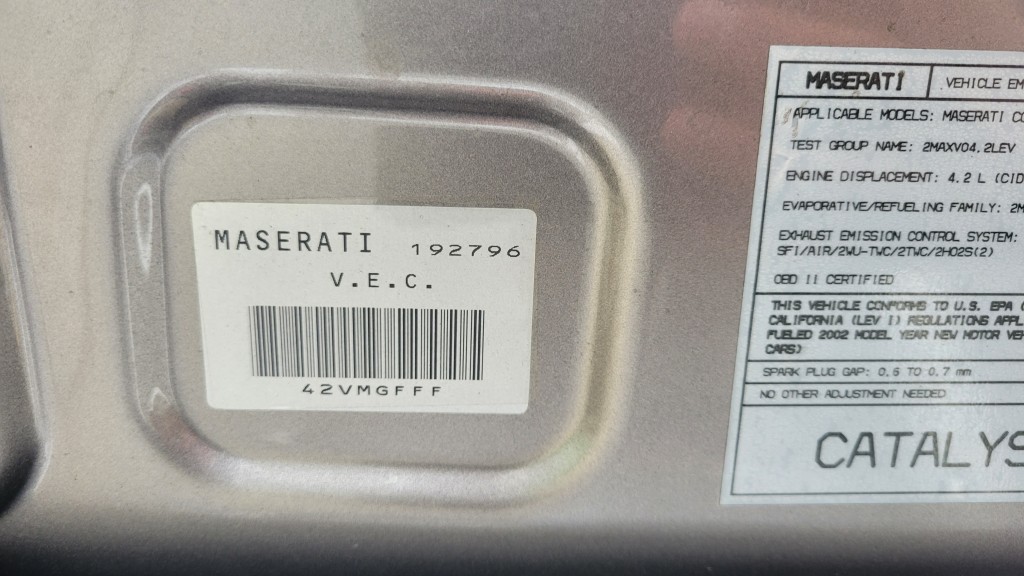 MASERATI 192796
V.E.C.
42VMGFFF
MASERATI VEHICLE EM
APPLICABLE MODELS: MASERATI CO
TEST GROUP NAME: 2MAXV04.2LEV
ENGINE DISPLACEMENT: 4.2 L (CID
EVAPORATIVE/REFUELING FAMILY: 2M
EXHAUST EMISSION CONTROL SYSTEM:
SFI/AIR/2WU-TWC/2TWC/2HO2S(2)
OBD II CERTIFIED
THIS VEHICLE CONFORMS TO U.S. EPA
CALIFORNIA (LEV I) REGULATIONS APPL
FUELED 2002 MODEL YEAR NEW MOTOR VEH
CARS)
SPARK PLUG GAP: 0.6 TO 0.7 mm
NO OTHER ADJUSTMENT NEEDED
CATALYS